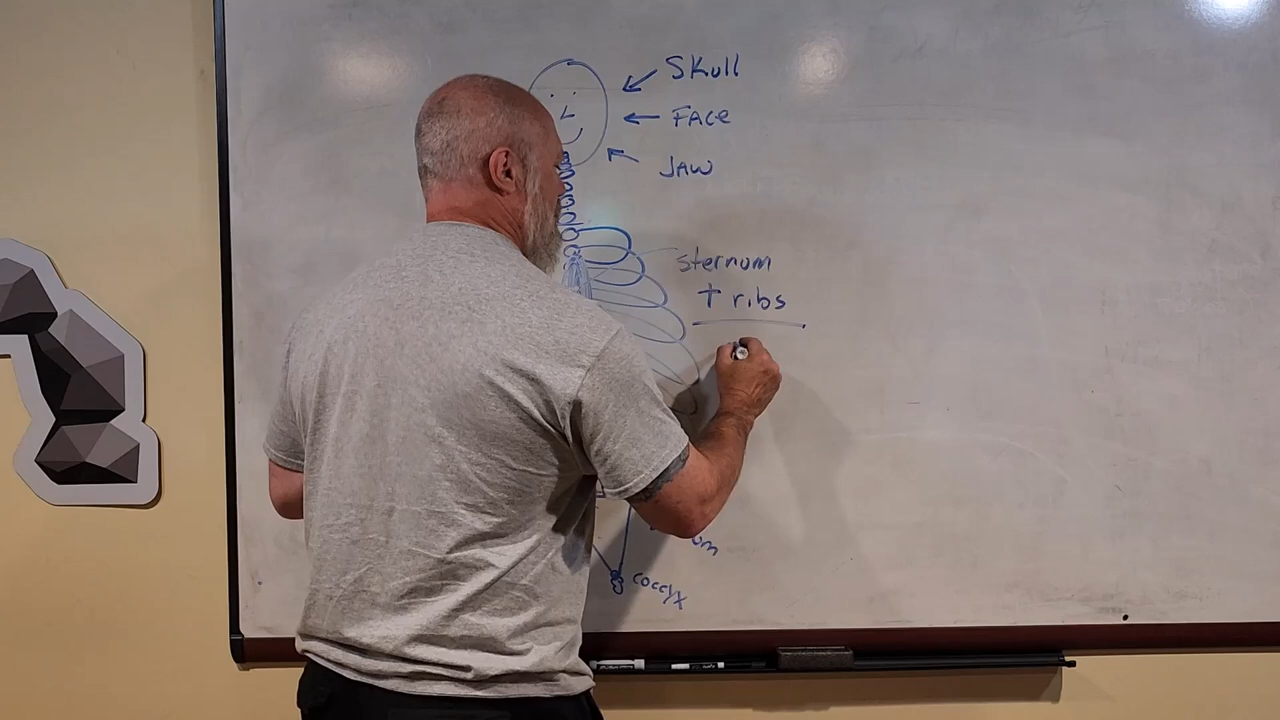 Skull
FACE
JAW
sternum
+ ribs
coccyx